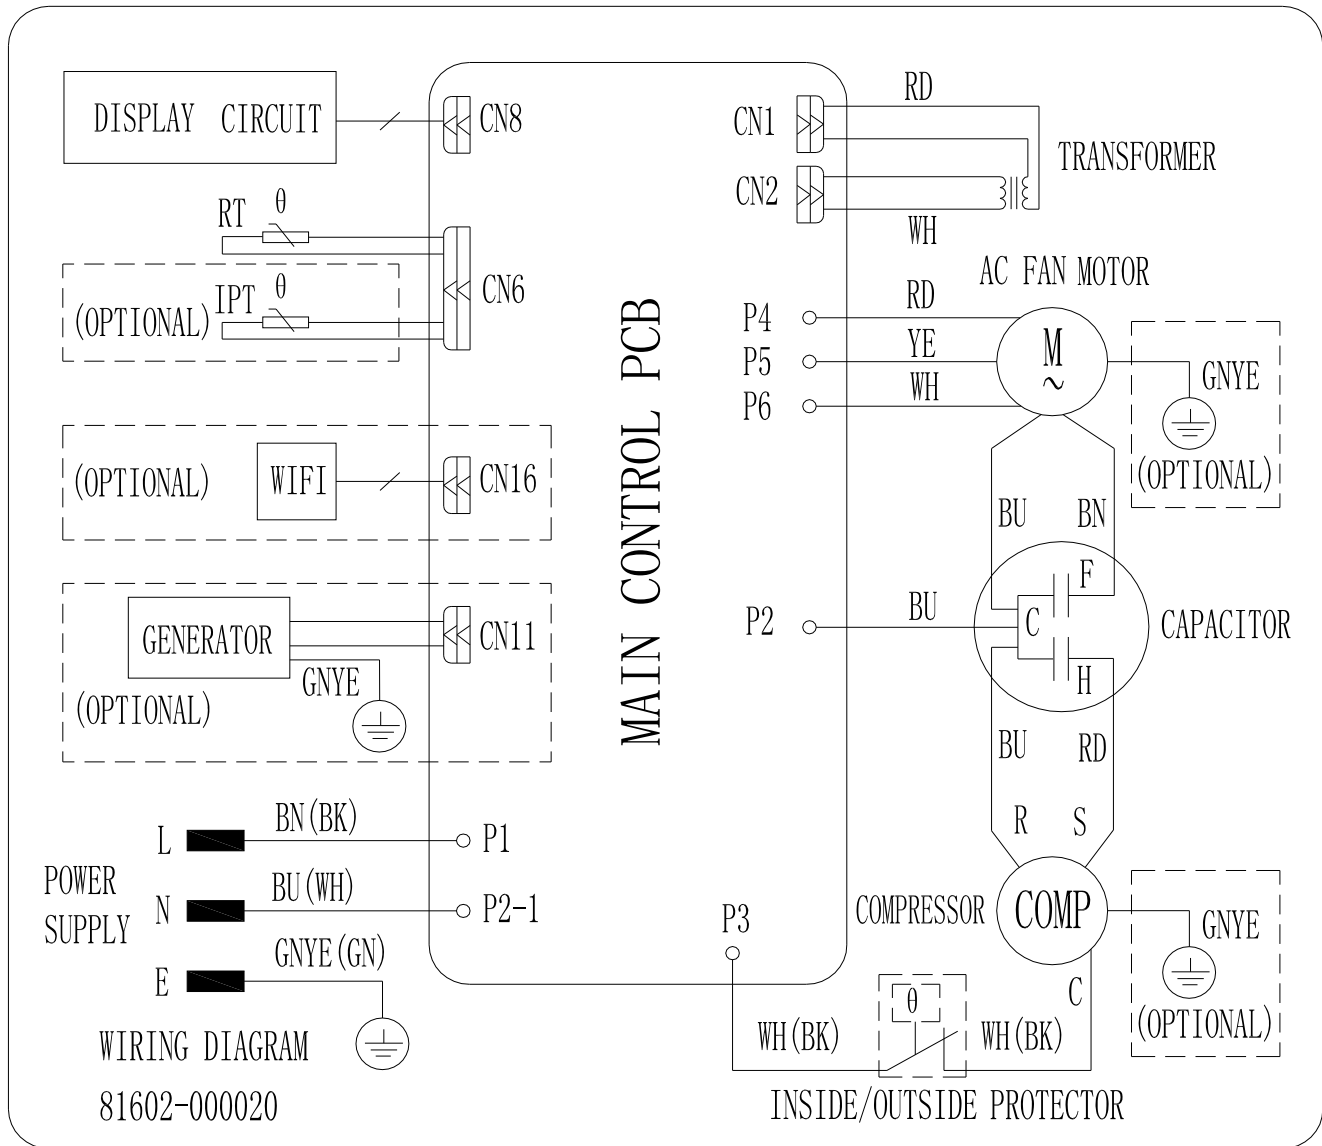 DISPLAY CIRCUIT
CN8
RT θ
IPT θ
(OPTIONAL)
CN6
(OPTIONAL)
WIFI
CN16
GENERATOR
CN11
GNYE
(OPTIONAL)
MAIN CONTROL PCB
CN1
RD
TRANSFORMER
CN2
WH
AC FAN MOTOR
P4
RD
P5
YE
P6
WH
M
~
GNYE
(OPTIONAL)
BU
BN
F
P2
BU
C
CAPACITOR
H
BU
RD
R
S
COMPRESSOR
COMP
GNYE
(OPTIONAL)
C
P3
θ
WH(BK)
WH(BK)
INSIDE/OUTSIDE PROTECTOR
POWER
SUPPLY
L
BN(BK)
P1
N
BU(WH)
P2-1
E
GNYE(GN)
WIRING DIAGRAM
81602-000020